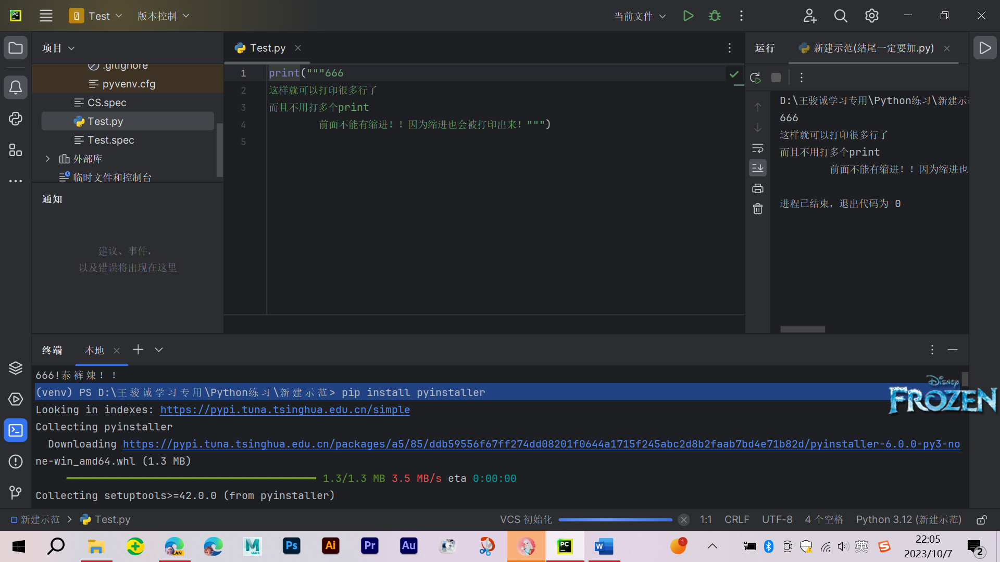 Test
版本控制
当前文件
项目
.gitignore
pyvenv.cfg
CS.spec
Test.py
Test.spec
外部库
临时文件和控制台
通知
建议、事件,
以及错误将出现在这里
Test.py
1 print("""666
2 这样就可以打印很多行了
3 而且不用打多个print
4 前面不能有缩进！！因为缩进也会被打印出来！""")
5
运行
新建示范(结尾一定要加.py)
D:\王骏诚学习专用\Python练习\新建示
666
这样就可以打印很多行了
而且不用打多个print
前面不能有缩进！！因为缩进也
进程已结束，退出代码为 0
终端
本地
666!泰裤辣！！
(venv) PS D:\王骏诚学习专用\Python练习\新建示范> pip install pyinstaller
Looking in indexes: https://pypi.tuna.tsinghua.edu.cn/simple
Collecting pyinstaller
Downloading https://pypi.tuna.tsinghua.edu.cn/packages/a5/85/ddb59556f67ff274dd08201f0644a1715f245abc2d8b2faab7bd4e71b82d/pyinstaller-6.0.0-py3-no
ne-win_amd64.whl (1.3 MB)
1.3/1.3 MB 3.5 MB/s eta 0:00:00
Collecting setuptools>=42.0.0 (from pyinstaller)
Disney
FROZEN
新建示范
Test.py
VCS 初始化
1:1
CRLF
UTF-8
4 个空格
Python 3.12 (新建示范)
PC
CAN
M
MAYA
Ps
Ai
Pr
Au
PC
W
1
英
S
22:05
2023/10/7
2